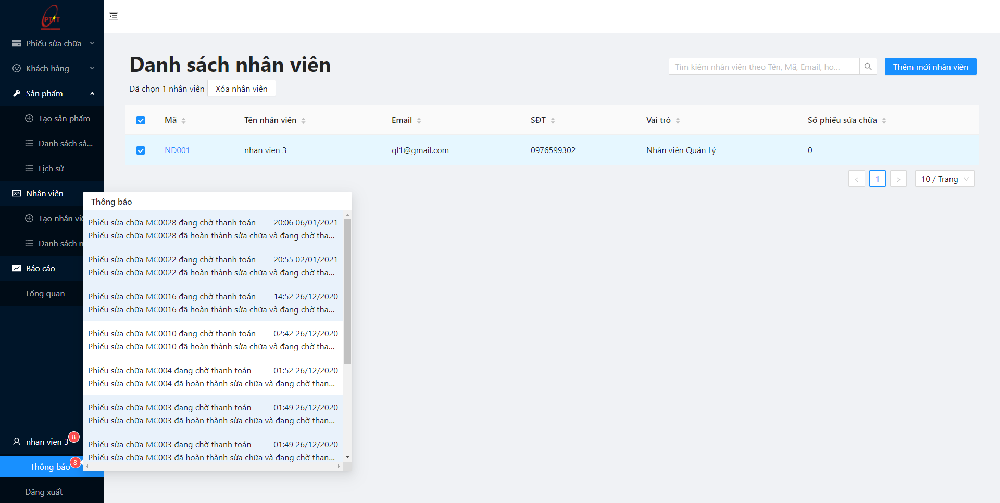 PTIT
Phiếu sửa chữa
Khách hàng
Sản phẩm
Tạo sản phẩm
Danh sách sả...
Lịch sử
Nhân viên
Tạo nhân viê
Danh sách n
Báo cáo
Tổng quan
nhan vien 3
8
Thông báo
8
Đăng xuất
Danh sách nhân viên
Tìm kiếm nhân viên theo Tên, Mã, Email, ho...
Thêm mới nhân viên
Đã chọn 1 nhân viên
Xóa nhân viên
Mã Tên nhân viên Email SĐT Vai trò Số phiếu sửa chữa
ND001 nhan vien 3 ql1@gmail.com 0976599302 Nhân viên Quản Lý 0
< 1 > 10 / Trang
Thông báo
Phiếu sửa chữa MC0028 đang chờ thanh toán 20:06 06/01/2021
Phiếu sửa chữa MC0028 đã hoàn thành sửa chữa và đang chờ tha...
Phiếu sửa chữa MC0022 đang chờ thanh toán 20:55 02/01/2021
Phiếu sửa chữa MC0022 đã hoàn thành sửa chữa và đang chờ tha...
Phiếu sửa chữa MC0016 đang chờ thanh toán 14:52 26/12/2020
Phiếu sửa chữa MC0016 đã hoàn thành sửa chữa và đang chờ tha...
Phiếu sửa chữa MC0010 đang chờ thanh toán 02:42 26/12/2020
Phiếu sửa chữa MC0010 đã hoàn thành sửa chữa và đang chờ tha...
Phiếu sửa chữa MC004 đang chờ thanh toán 01:52 26/12/2020
Phiếu sửa chữa MC004 đã hoàn thành sửa chữa và đang chờ than...
Phiếu sửa chữa MC003 đang chờ thanh toán 01:49 26/12/2020
Phiếu sửa chữa MC003 đã hoàn thành sửa chữa và đang chờ than...
Phiếu sửa chữa MC003 đang chờ thanh toán 01:49 26/12/2020
Phiếu sửa chữa MC003 đã hoàn thành sửa chữa và đang chờ than...